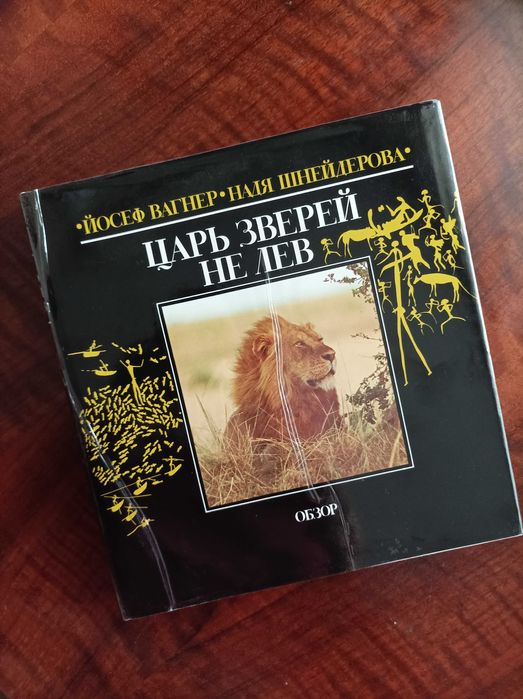 •ЙОСЕФ ВАГНЕР•НАДЯ ШНЕЙДЕРОВА•
ЦАРЬ ЗВЕРЕЙ
НЕ ЛЕВ
ОБЗОР